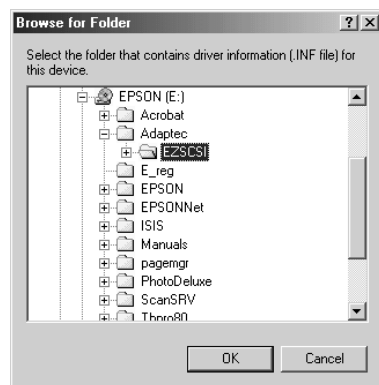 Browse for Folder
Select the folder that contains driver information (.INF file) for
this device.
EPSON (E:)
Acrobat
Adaptec
EZSCSI
E_reg
EPSON
EPSONNet
ISIS
Manuals
pagemgr
PhotoDeluxe
ScanSRV
Tbpro80
OK
Cancel